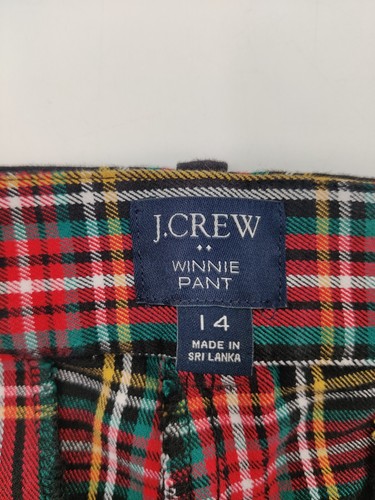 J.CREW
WINNIE
PANT
14
MADE IN
SRI LANKA